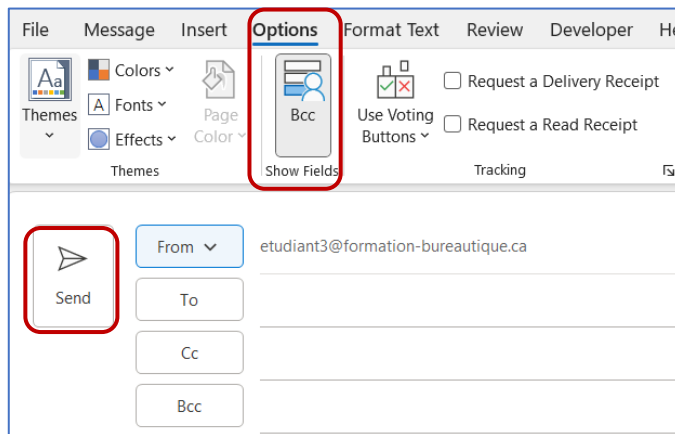 File Message Insert Options Format Text Review Developer He
Themes
Colors
Fonts
Effects
Page
Color
Themes
Bcc
Show Fields
Use Voting
Buttons
Request a Delivery Receipt
Request a Read Receipt
Tracking
Send
From
etudiant3@formation-bureautique.ca
To
Cc
Bcc